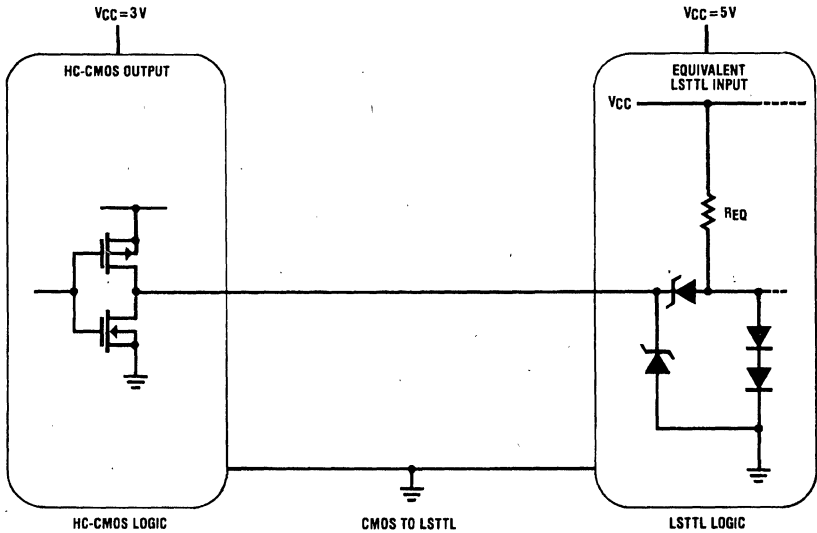 VCC=3V
VCC=5V
HC-CMOS OUTPUT
EQUIVALENT
LSTTL INPUT
VCC
REQ
HC-CMOS LOGIC
CMOS TO LSTTL
LSTTL LOGIC